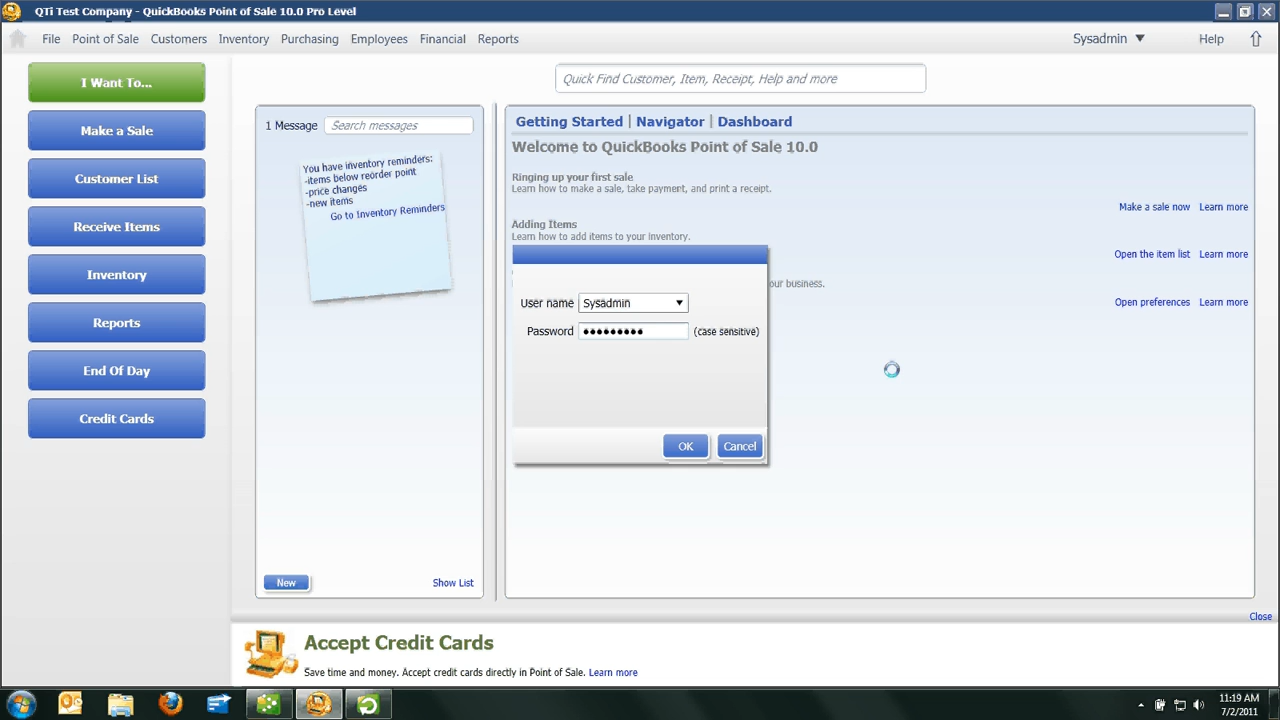 QTi Test Company - QuickBooks Point of Sale 10.0 Pro Level
File Point of Sale Customers Inventory Purchasing Employees Financial Reports Sysadmin Help
I Want To...
Make a Sale
Customer List
Receive Items
Inventory
Reports
End Of Day
Credit Cards
Quick Find Customer, Item, Receipt, Help and more
1 Message Search messages
You have inventory reminders:
-items below reorder point
-price changes
-new items
Go to Inventory Reminders
New Show List
Getting Started | Navigator | Dashboard
Welcome to QuickBooks Point of Sale 10.0
Ringing up your first sale
Learn how to make a sale, take payment, and print a receipt.
Make a sale now Learn more
Adding Items
Learn how to add items to your inventory.
Open the item list Learn more
our business.
Open preferences Learn more
User name Sysadmin
Password ●●●●●●●●● (case sensitive)
OK Cancel
Close
Accept Credit Cards
Save time and money. Accept credit cards directly in Point of Sale. Learn more
11:19 AM
7/2/2011